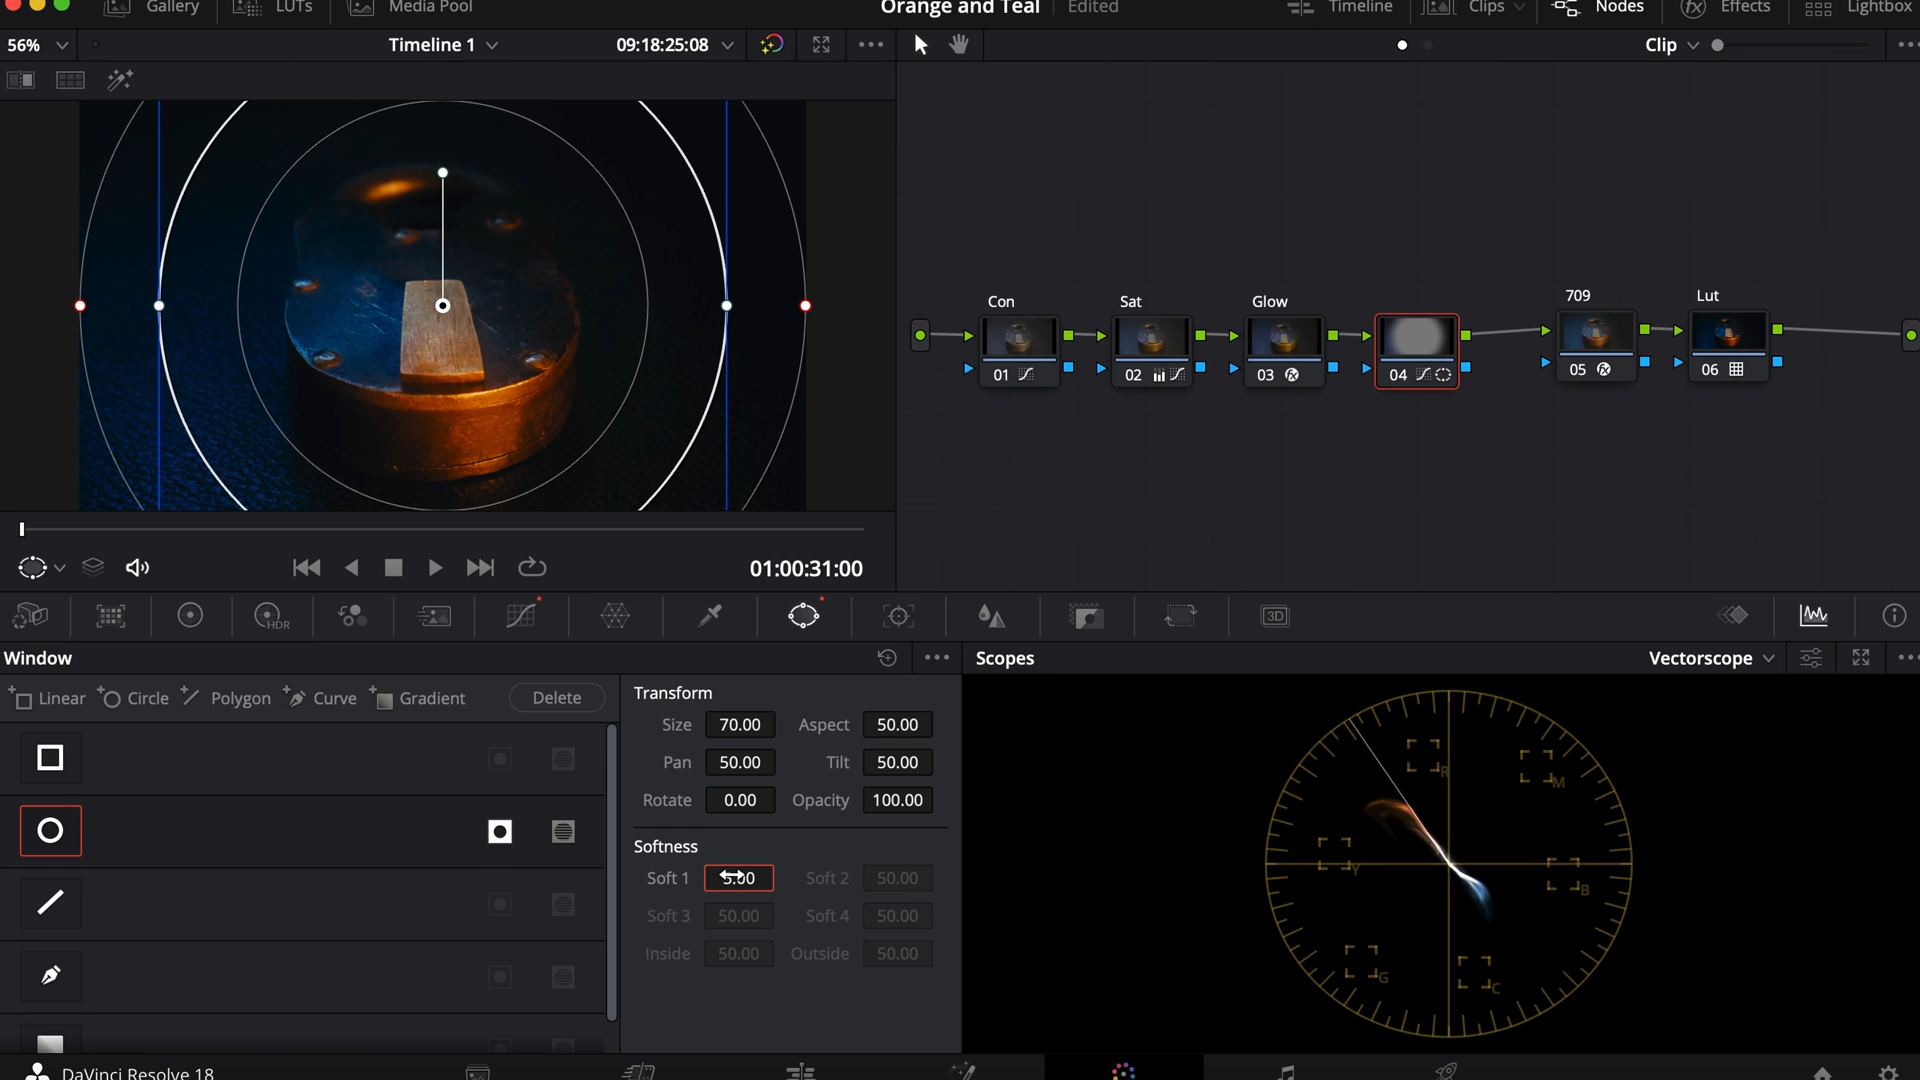 Gallery LUTs Media Pool Orange and Teal Edited Timeline Clips Nodes Effects Lightbox
56% Timeline 1 09:18:25:08 Clip
Con Sat Glow 709 Lut
01 02 03 04 05 06
01:00:31:00
HDR 3D
Window
Linear Circle Polygon Curve Gradient Delete
Transform
Size 70.00 Aspect 50.00
Pan 50.00 Tilt 50.00
Rotate 0.00 Opacity 100.00
Softness
Soft 1 5.00 Soft 2 50.00
Soft 3 50.00 Soft 4 50.00
Inside 50.00 Outside 50.00
Scopes Vectorscope
R M
Y B
G C
DaVinci Resolve 18